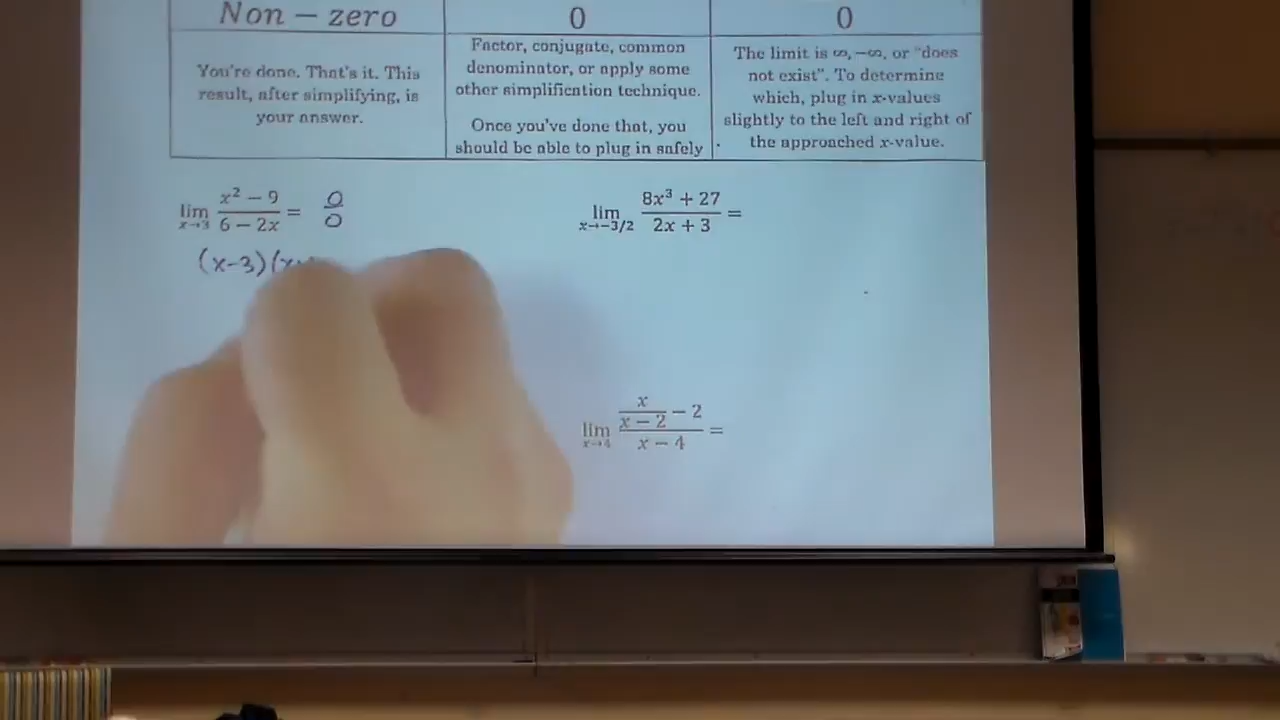 Non – zero
0
0
You're done. That's it. This
result, after simplifying, is
your answer.
Factor, conjugate, common
denominator, or apply some
other simplification technique.
Once you've done that, you
should be able to plug in safely
The limit is ∞, –∞, or "does
not exist". To determine
which, plug in x-values
slightly to the left and right of
the approached x-value.
lim x→3 (x² – 9)/(6 – 2x) = 0/0
(x-3)(x+
lim x→–3/2 (8x³ + 27)/(2x + 3) =
lim x→4 (x/(x – 2) – 2)/(x – 4) =